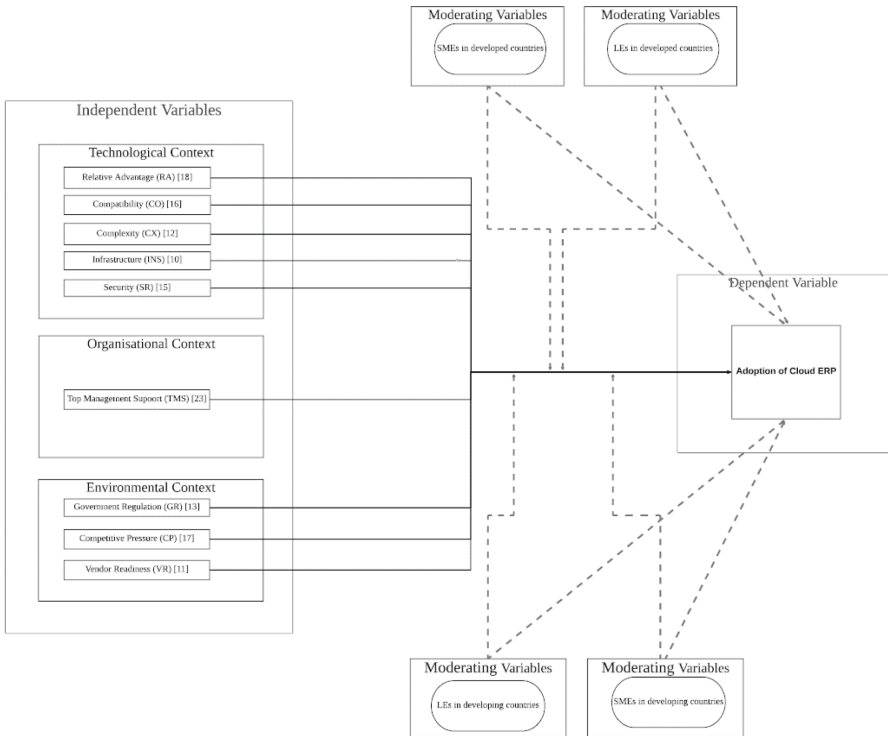 Moderating Variables
SMEs in developed countries
Moderating Variables
LEs in developed countries
Independent Variables
Technological Context
Relative Advantage (RA) [18]
Compatibility (CO) [16]
Complexity (CX) [12]
Infrastructure (INS) [10]
Security (SR) [15]
Organisational Context
Top Management Supoort (TMS) [23]
Environmental Context
Government Regulation (GR) [13]
Competitive Pressure (CP) [17]
Vendor Readiness (VR) [11]
Dependent Variable
Adoption of Cloud ERP
Moderating Variables
LEs in developing countries
Moderating Variables
SMEs in developing countries